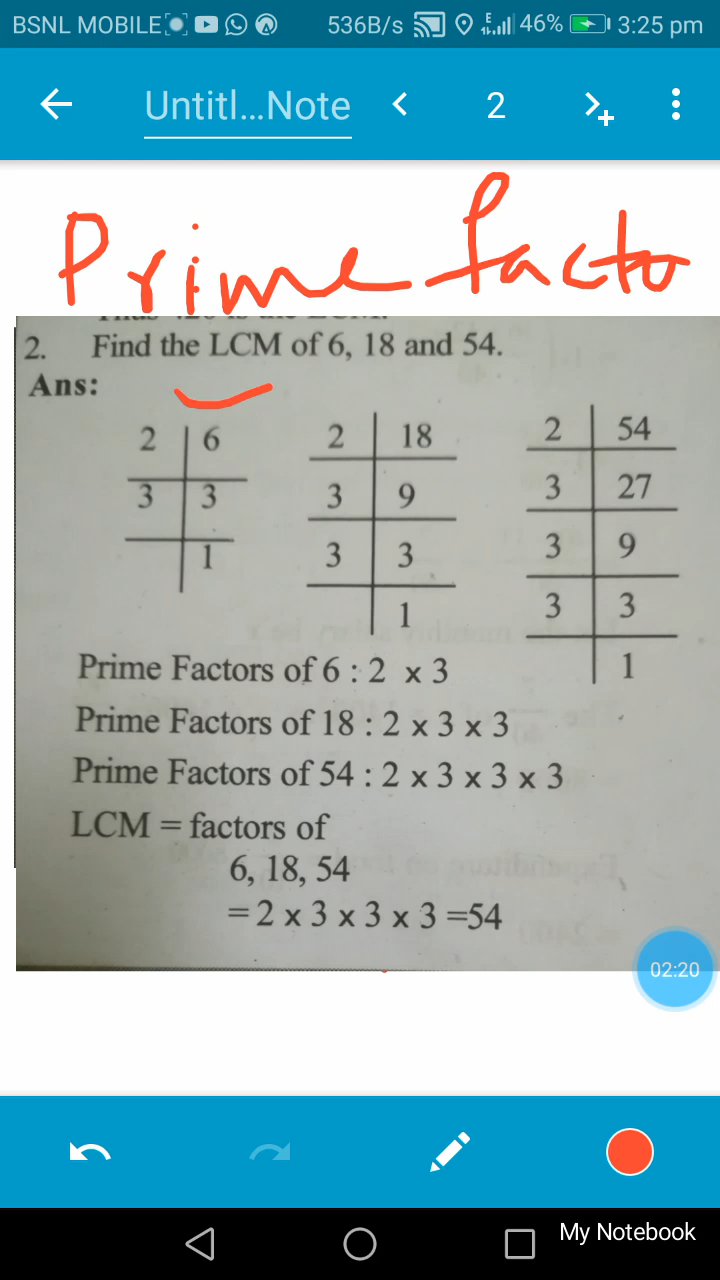 BSNL MOBILE 536B/s 46% 3:25 pm
Untitl...Note 2
Prime facto
2. Find the LCM of 6, 18 and 54.
Ans:
2 6
3 3
1
2 18
3 9
3 3
1
2 54
3 27
3 9
3 3
1
Prime Factors of 6 : 2 x 3
Prime Factors of 18 : 2 x 3 x 3
Prime Factors of 54 : 2 x 3 x 3 x 3
LCM = factors of
6, 18, 54
= 2 x 3 x 3 x 3 =54
02:20
My Notebook